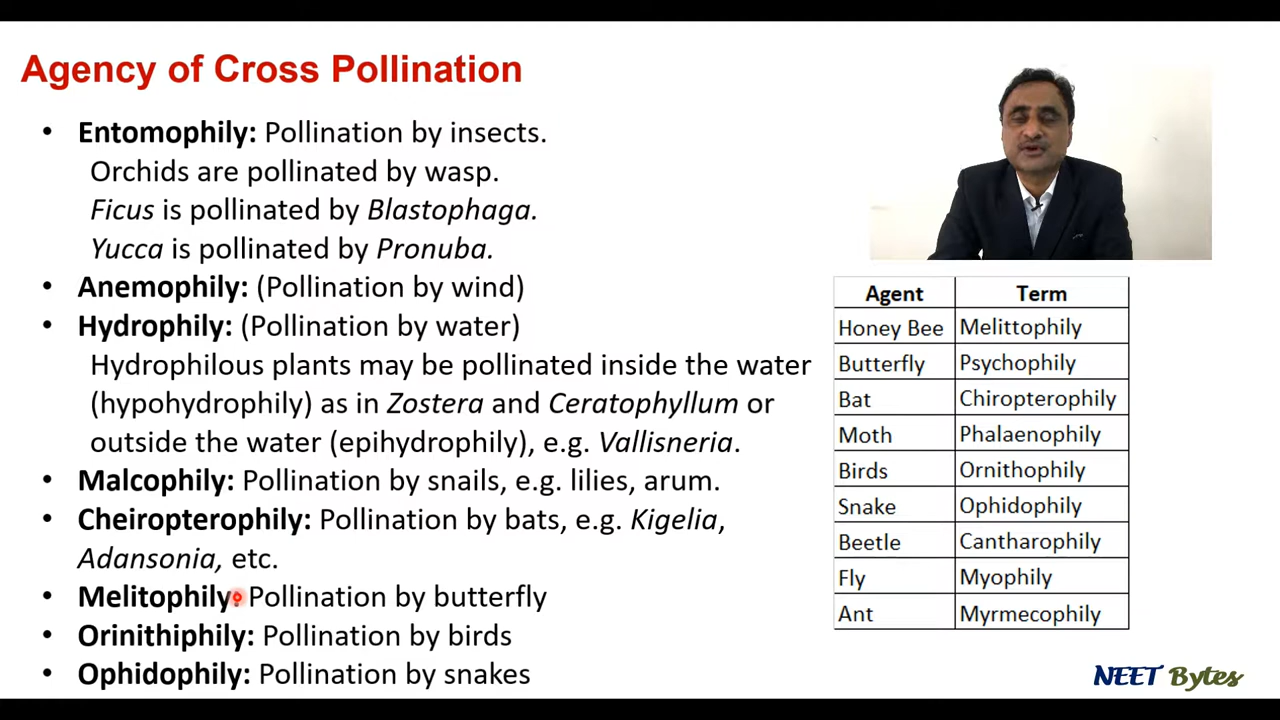 Agency of Cross Pollination
• Entomophily: Pollination by insects.
Orchids are pollinated by wasp.
Ficus is pollinated by Blastophaga.
Yucca is pollinated by Pronuba.
• Anemophily: (Pollination by wind)
• Hydrophily: (Pollination by water)
Hydrophilous plants may be pollinated inside the water
(hypohydrophily) as in Zostera and Ceratophyllum or
outside the water (epihydrophily), e.g. Vallisneria.
• Malcophily: Pollination by snails, e.g. lilies, arum.
• Cheiropterophily: Pollination by bats, e.g. Kigelia,
Adansonia, etc.
• Melitophily: Pollination by butterfly
• Orinithiphily: Pollination by birds
• Ophidophily: Pollination by snakes
Agent Term
Honey Bee Melittophily
Butterfly Psychophily
Bat Chiropterophily
Moth Phalaenophily
Birds Ornithophily
Snake Ophidophily
Beetle Cantharophily
Fly Myophily
Ant Myrmecophily
NEET Bytes